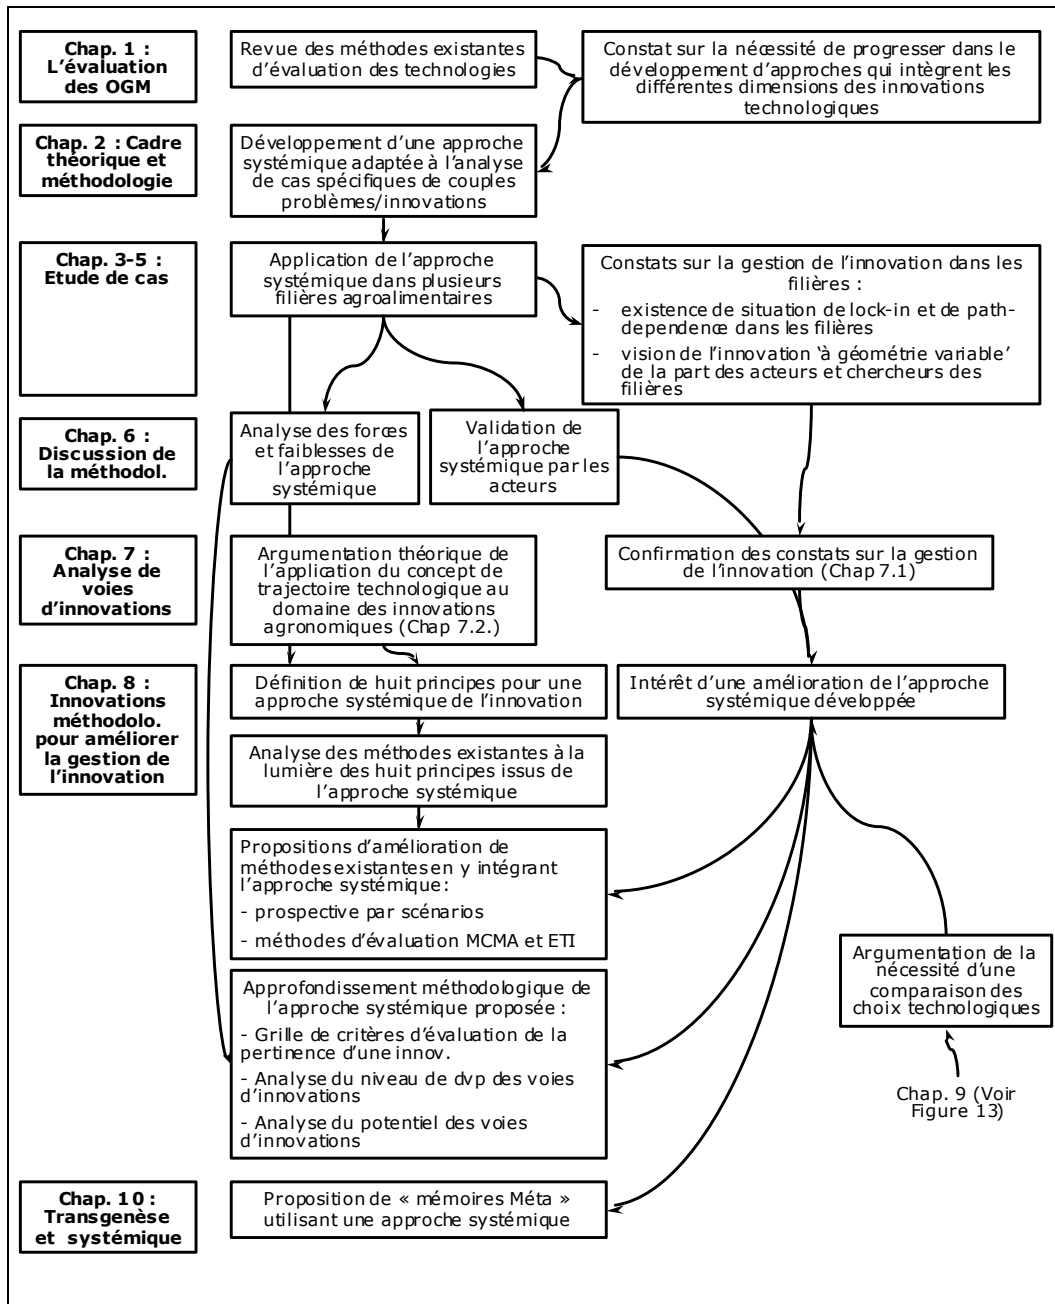 Chap. 1 :
L’évaluation
des OGM
Revue des méthodes existantes
d’évaluation des technologies
Constat sur la nécessité de progresser dans le
développement d’approches qui intègrent les
différentes dimensions des innovations
technologiques
Chap. 2 : Cadre
théorique et
méthodologie
Développement d’une approche
systémique adaptée à l’analyse
de cas spécifiques de couples
problèmes/innovations
Chap. 3-5 :
Etude de cas
Application de l’approche
systémique dans plusieurs
filières agroalimentaires
Constats sur la gestion de l’innovation dans les
filières :
- existence de situation de lock-in et de path-
dependence dans les filières
- vision de l’innovation ‘à géométrie variable’
de la part des acteurs et chercheurs des
filières
Chap. 6 :
Discussion de
la méthodol.
Analyse des forces
et faiblesses de
l’approche
systémique
Validation de
l’approche
systémique par les
acteurs
Chap. 7 :
Analyse de
voies
d’innovations
Argumentation théorique de
l’application du concept de
trajectoire technologique au
domaine des innovations
agronomiques (Chap 7.2.)
Confirmation des constats sur la gestion
de l’innovation (Chap 7.1)
Chap. 8 :
Innovations
méthodolo.
pour améliorer
la gestion de
l’innovation
Définition de huit principes pour une
approche systémique de l’innovation
Intérêt d’une amélioration de l’approche
systémique développée
Analyse des méthodes existantes à la
lumière des huit principes issus de
l’approche systémique
Propositions d’amélioration de
méthodes existantes en y intégrant
l’approche systémique:
- prospective par scénarios
- méthodes d’évaluation MCMA et ETI
Argumentation de la
nécessité d’une
comparaison des
choix technologiques
Approfondissement méthodologique de
l’approche systémique proposée :
- Grille de critères d’évaluation de la
pertinence d’une innov.
- Analyse du niveau de dvp des voies
d’innovations
- Analyse du potentiel des voies
d’innovations
Chap. 9 (Voir
Figure 13)
Chap. 10 :
Transgenèse
et systémique
Proposition de « mémoires Méta »
utilisant une approche systémique